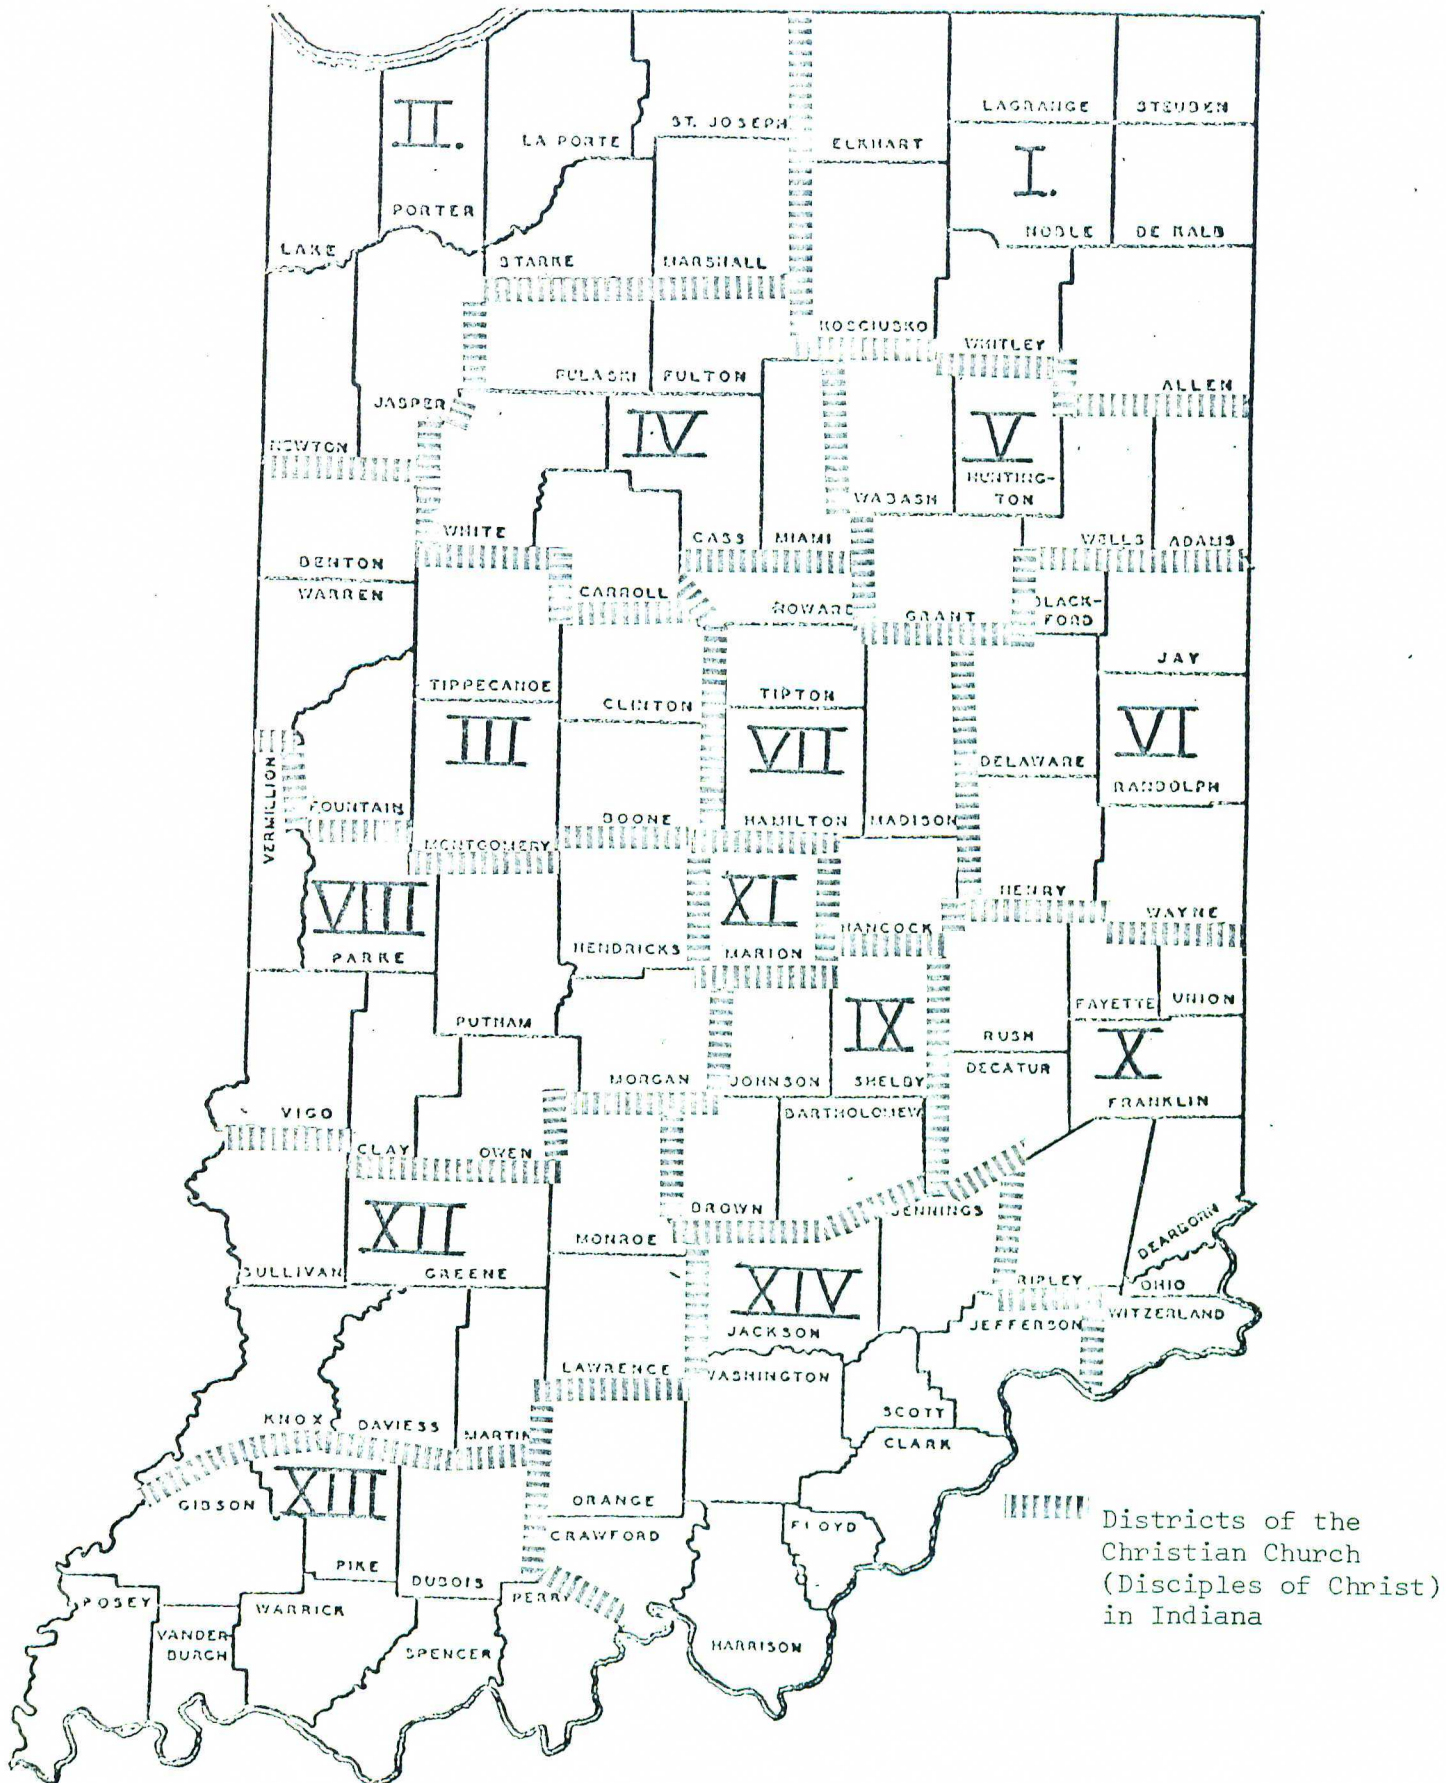 LAGRANGE
STEUBEN
II.
ST. JOSEPH
LA PORTE
ELKHART
I.
PORTER
NOBLE
DE KALB
LAKE
STARKE
MARSHALL
KOSCIUSKO
WHITLEY
PULASKI
FULTON
ALLEN
JASPER
IV
V
NEWTON
HUNTING-
TON
WABASH
WHITE
CASS
MIAMI
WELLS
ADAMS
BENTON
WARREN
CARROLL
HOWARD
GRANT
BLACK-
FORD
JAY
TIPPECANOE
CLINTON
TIPTON
III
VII
VI
DELAWARE
RANDOLPH
VERMILLION
FOUNTAIN
BOONE
HAMILTON
MADISON
MONTGOMERY
VIII
XI
HENRY
WAYNE
HANCOCK
HENDRICKS
MARION
PARKE
FAYETTE
UNION
PUTNAM
IX
RUSH
X
DECATUR
MORGAN
JOHNSON
SHELBY
FRANKLIN
VIGO
BARTHOLOMEW
CLAY
OWEN
XII
BROWN
JENNINGS
DEARBORN
MONROE
SULLIVAN
GREENE
XIV
RIPLEY
OHIO
WITZERLAND
JACKSON
JEFFERSON
LAWRENCE
WASHINGTON
KNOX
DAVIESS
MARTIN
SCOTT
CLARK
XIII
GIBSON
ORANGE
CRAWFORD
FLOYD
PIKE
DUBOIS
PERRY
POSEY
WARRICK
VANDER
BURGH
SPENCER
HARRISON
Districts of the
Christian Church
(Disciples of Christ)
in Indiana